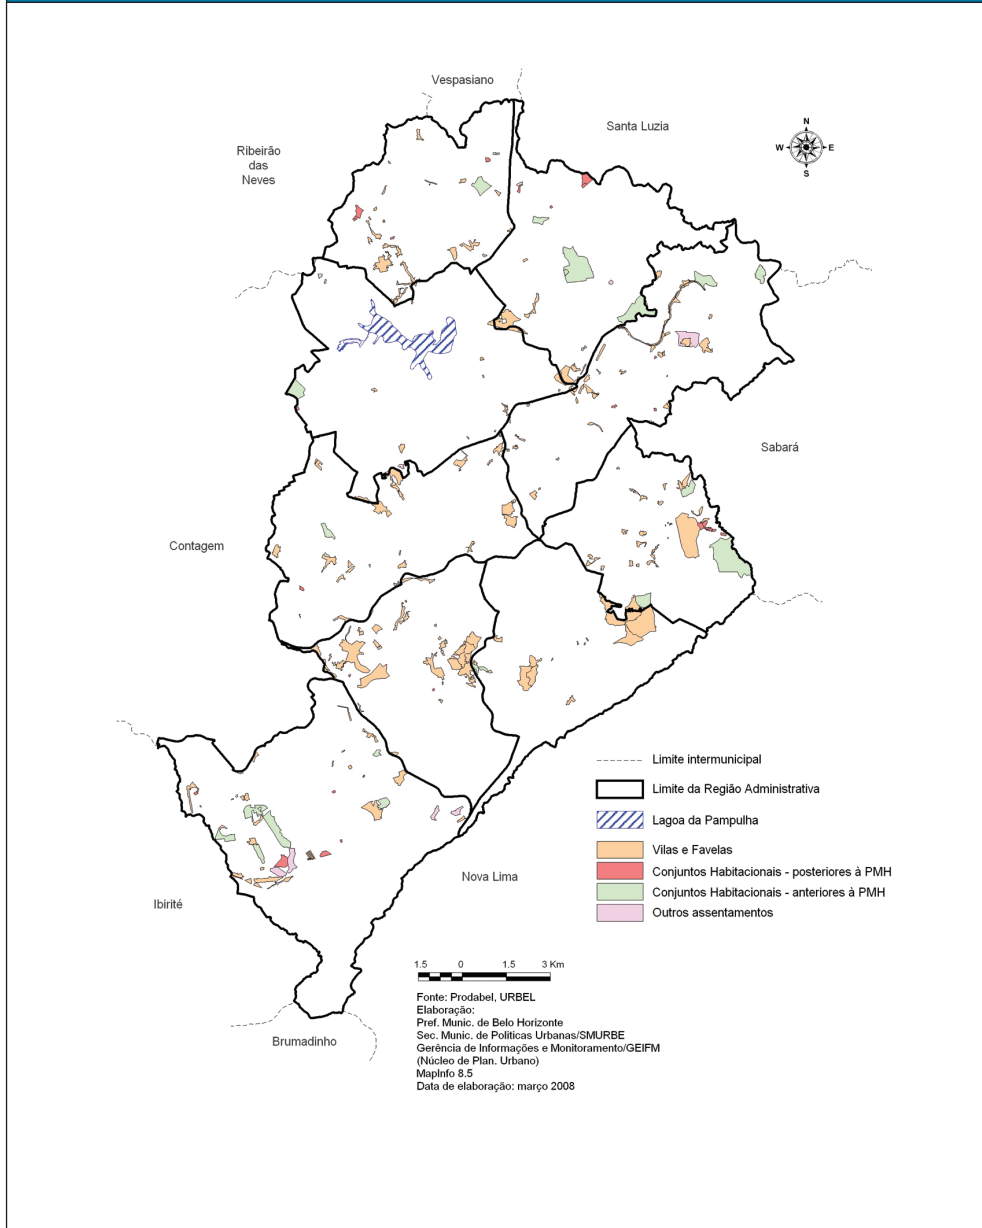 Vespasiano
Santa Luzia
Ribeirão
das
Neves
N
W
E
S
Sabará
Contagem
Limite intermunicipal
Limite da Região Administrativa
Lagoa da Pampulha
Vilas e Favelas
Conjuntos Habitacionais - posteriores à PMH
Conjuntos Habitacionais - anteriores à PMH
Outros assentamentos
Nova Lima
Ibirité
1.5 0 1.5 3 Km
Fonte: Prodabel, URBEL
Elaboração:
Pref. Munic. de Belo Horizonte
Sec. Munic. de Politicas Urbanas/SMURBE
Gerência de Informações e Monitoramento/GEIFM
(Núcleo de Plan. Urbano)
MapInfo 8.5
Data de elaboração: março 2008
Brumadinho